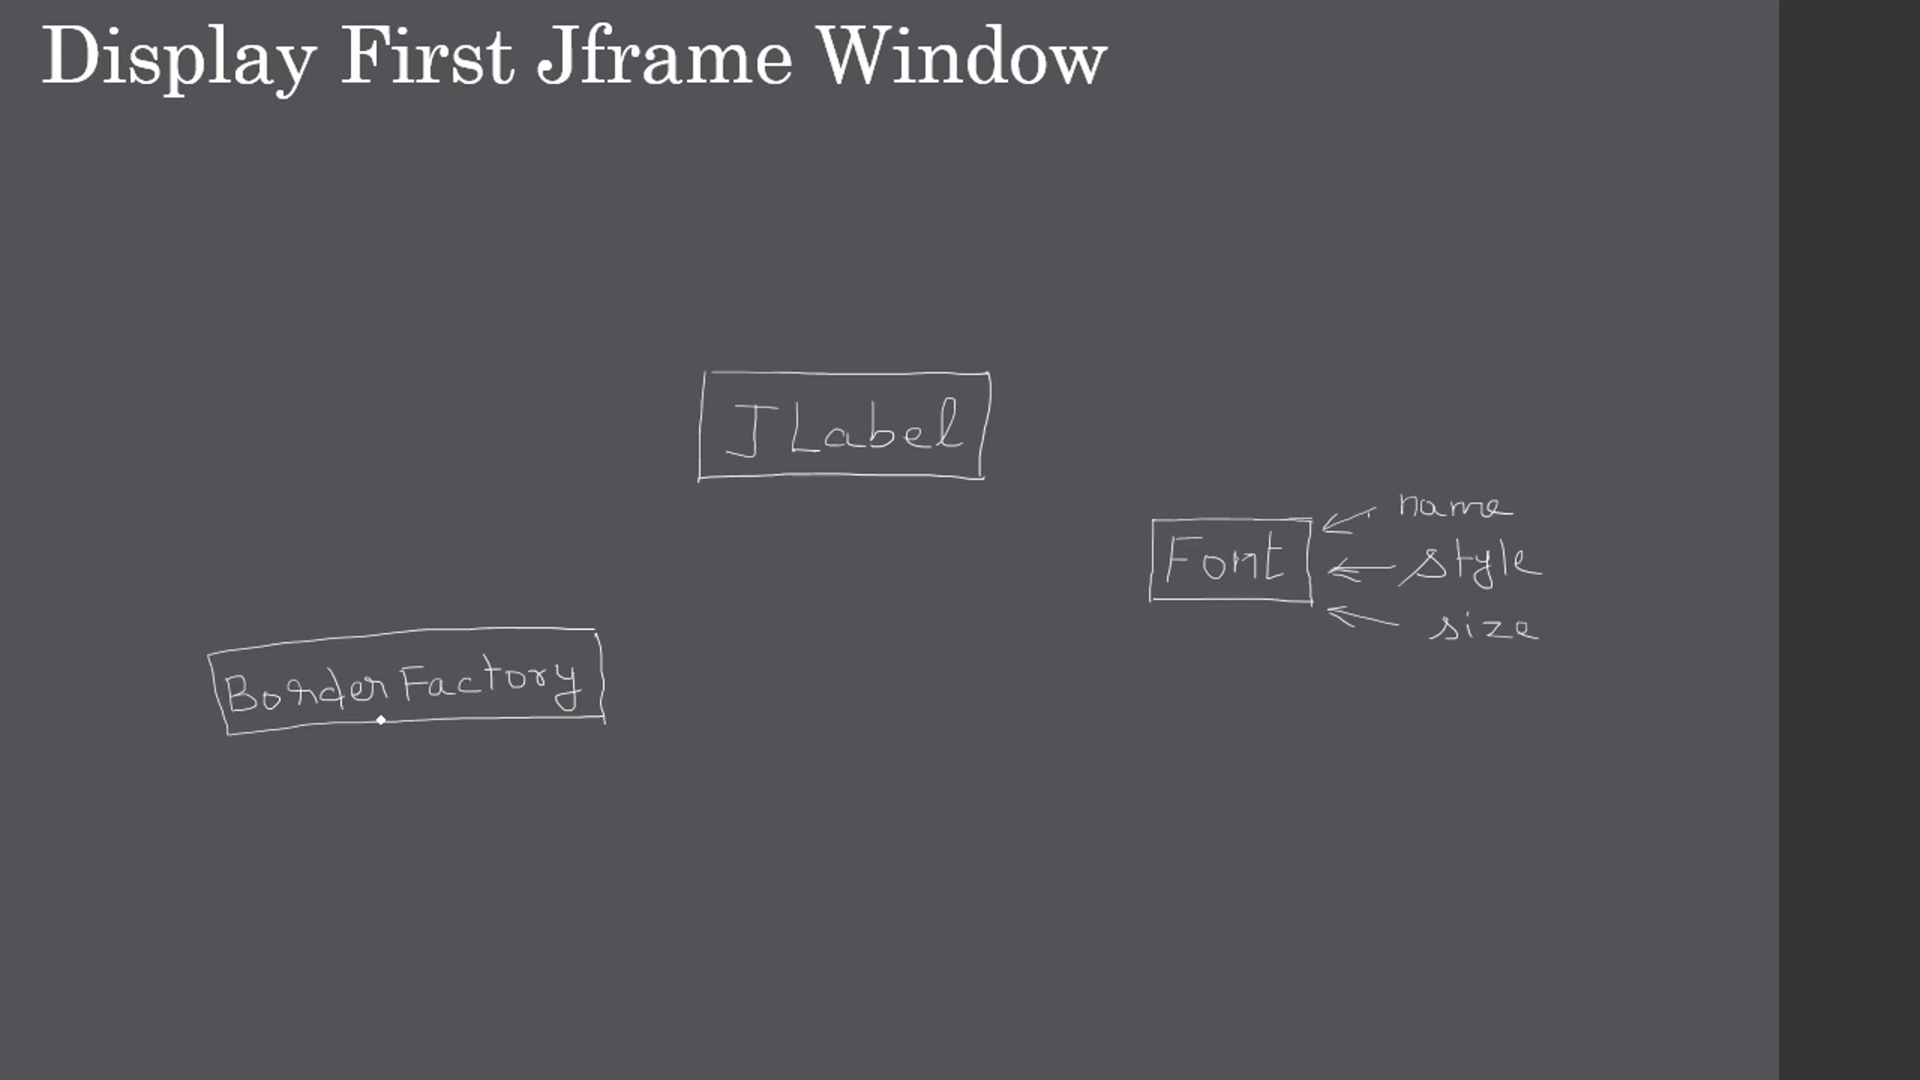 Display First Jframe Window
JLabel
Font
name
style
size
BorderFactory